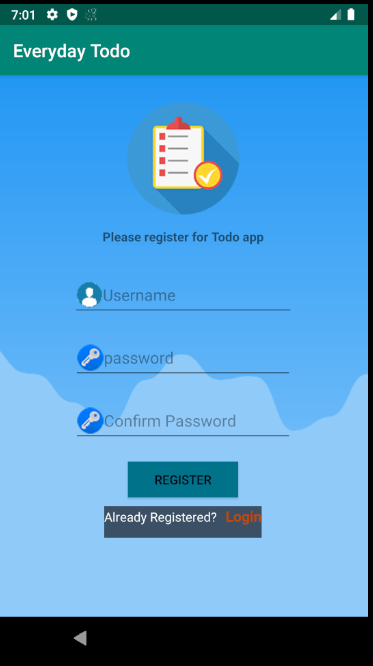 7:01
Everyday Todo
Please register for Todo app
Username
password
Confirm Password
REGISTER
Already Registered? Login